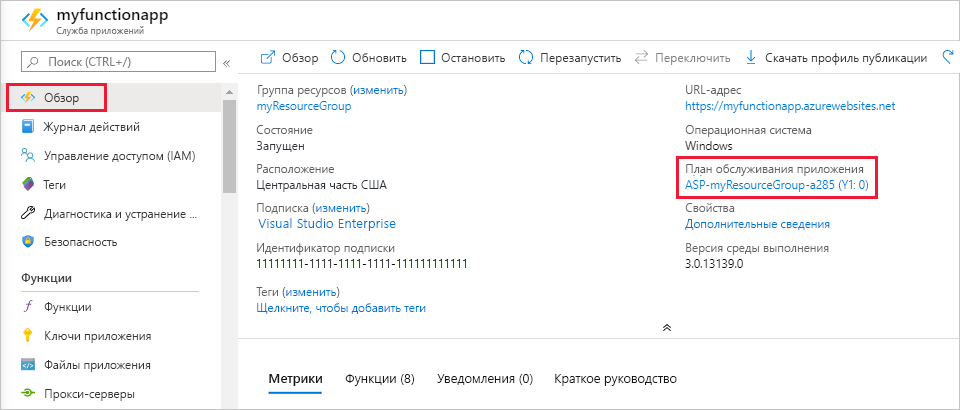 myfunctionapp
Служба приложений
Поиск (CTRL+/)
«
Обзор
Журнал действий
Управление доступом (IAM)
Теги
Диагностика и устранение ...
Безопасность
Функции
Функции
Ключи приложения
Файлы приложения
Прокси-серверы
Обзор Обновить Остановить Перезапустить Переключить Скачать профиль публикации
Группа ресурсов (изменить)
myResourceGroup
Состояние
Запущен
Расположение
Центральная часть США
Подписка (изменить)
Visual Studio Enterprise
Идентификатор подписки
11111111-1111-1111-1111-111111111111
Теги (изменить)
Щелкните, чтобы добавить теги
URL-адрес
https://myfunctionapp.azurewebsites.net
Операционная система
Windows
План обслуживания приложения
ASP-myResourceGroup-a285 (Y1: 0)
Свойства
Дополнительные сведения
Версия среды выполнения
3.0.13139.0
Метрики Функции (8) Уведомления (0) Краткое руководство